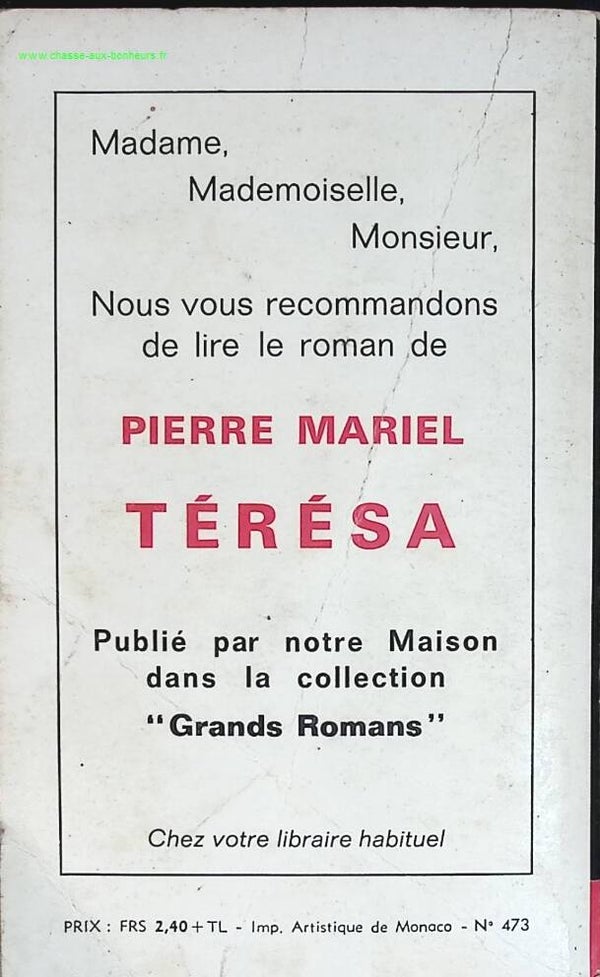 www.chasse-aux-bonheurs.fr
Madame,
Mademoiselle,
Monsieur,
Nous vous recommandons
de lire le roman de
PIERRE MARIEL
TÉRÉSA
Publié par notre Maison
dans la collection
“Grands Romans”
Chez votre libraire habituel
PRIX : FRS 2,40 + TL - Imp. Artistique de Monaco - N° 473